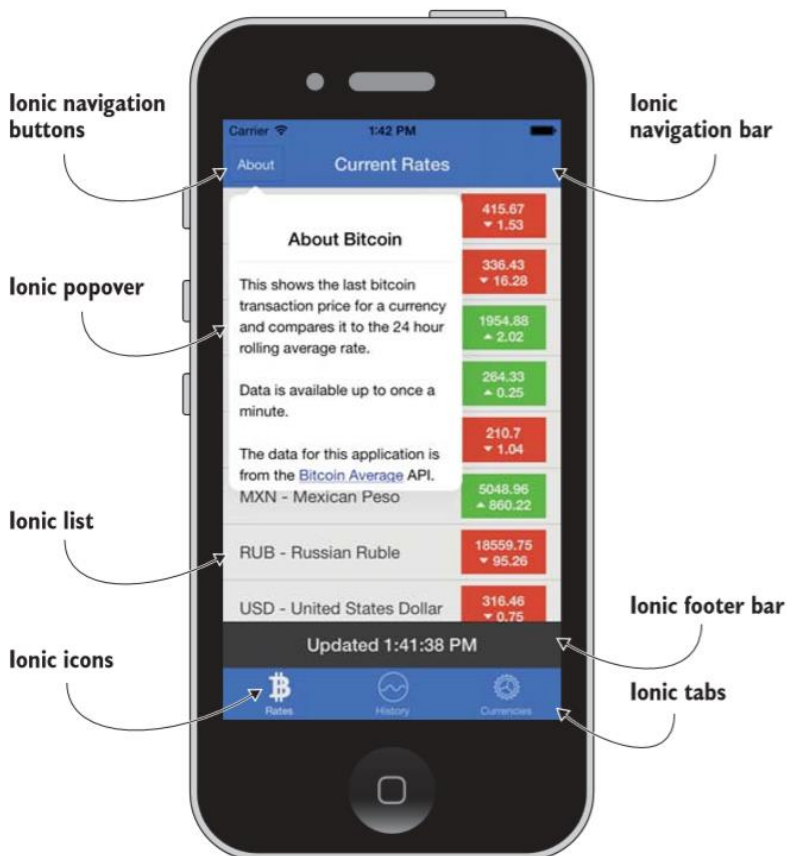 Ionic navigation
buttons
Ionic
navigation bar
Carrier
1:42 PM
About
Current Rates
415.67
▼ 1.53
About Bitcoin
336.43
▼ 16.28
This shows the last bitcoin
transaction price for a currency
and compares it to the 24 hour
rolling average rate.
Ionic popover
1954.88
▲ 2.02
264.33
▲ 0.25
Data is available up to once a
minute.
210.7
▼ 1.04
The data for this application is
from the Bitcoin Average API.
MXN - Mexican Peso
5048.96
▲ 860.22
Ionic list
RUB - Russian Ruble
18559.75
▼ 95.26
USD - United States Dollar
316.46
▼ 0.75
Ionic footer bar
Updated 1:41:38 PM
Ionic icons
Rates
History
Currencies
Ionic tabs